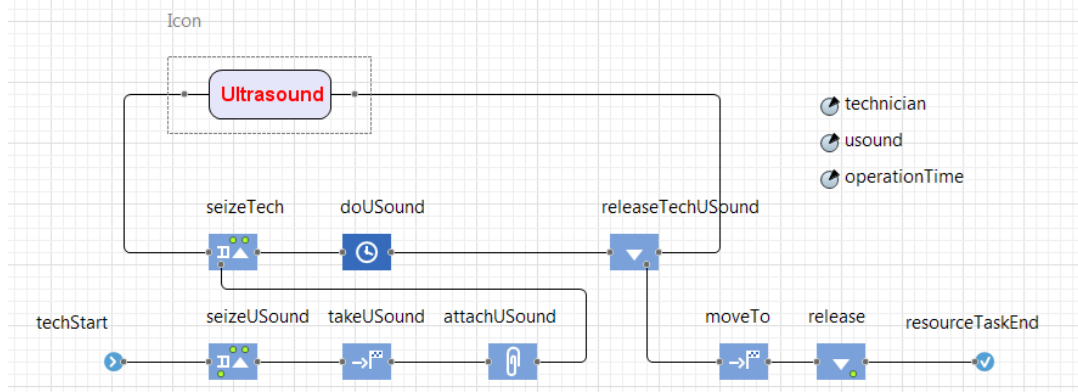 Icon
Ultrasound
technician
usound
operationTime
seizeTech doUSound releaseTechUSound
techStart seizeUSound takeUSound attachUSound moveTo release resourceTaskEnd